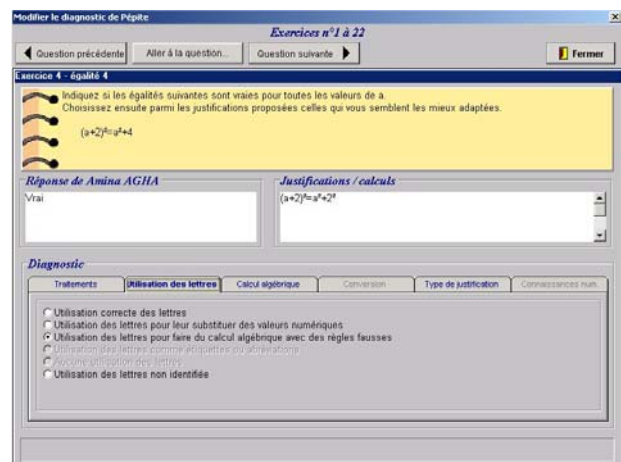 Modifier le diagnostic de Pépite
Exercices n°1 à 22
Question précédente
Aller à la question...
Question suivante
Fermer
Exercice 4 - égalité 4
Indiquez si les égalités suivantes sont vraies pour toutes les valeurs de a.
Choisissez ensuite parmi les justifications proposées celles qui vous semblent les mieux adaptées.
(a+2)²=a²+4
Réponse de Amina AGHA
Justifications / calculs
Vrai
(a+2)²=a²+2²
Diagnostic
Traitements
Utilisation des lettres
Calcul algébrique
Conversion
Type de justification
Connaissances num.
Utilisation correcte des lettres
Utilisation des lettres pour leur substituer des valeurs numériques
Utilisation des lettres pour faire du calcul algébrique avec des règles fausses
Utilisation des lettres comme étiquettes ou abréviations
Aucune utilisation des lettres
Utilisation des lettres non identifiée